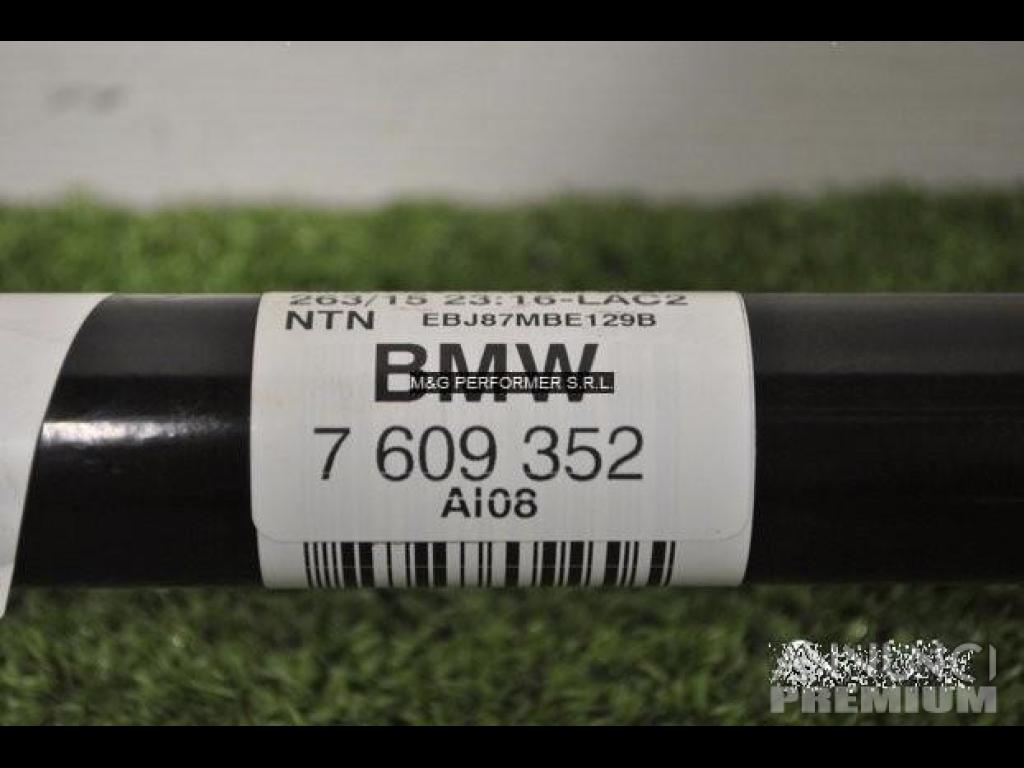 263/15 23:16-LAC2
NTN EBJ87MBE129B
BMW
M&G PERFORMER S.R.L.
7 609 352
AI08
PREMIUM